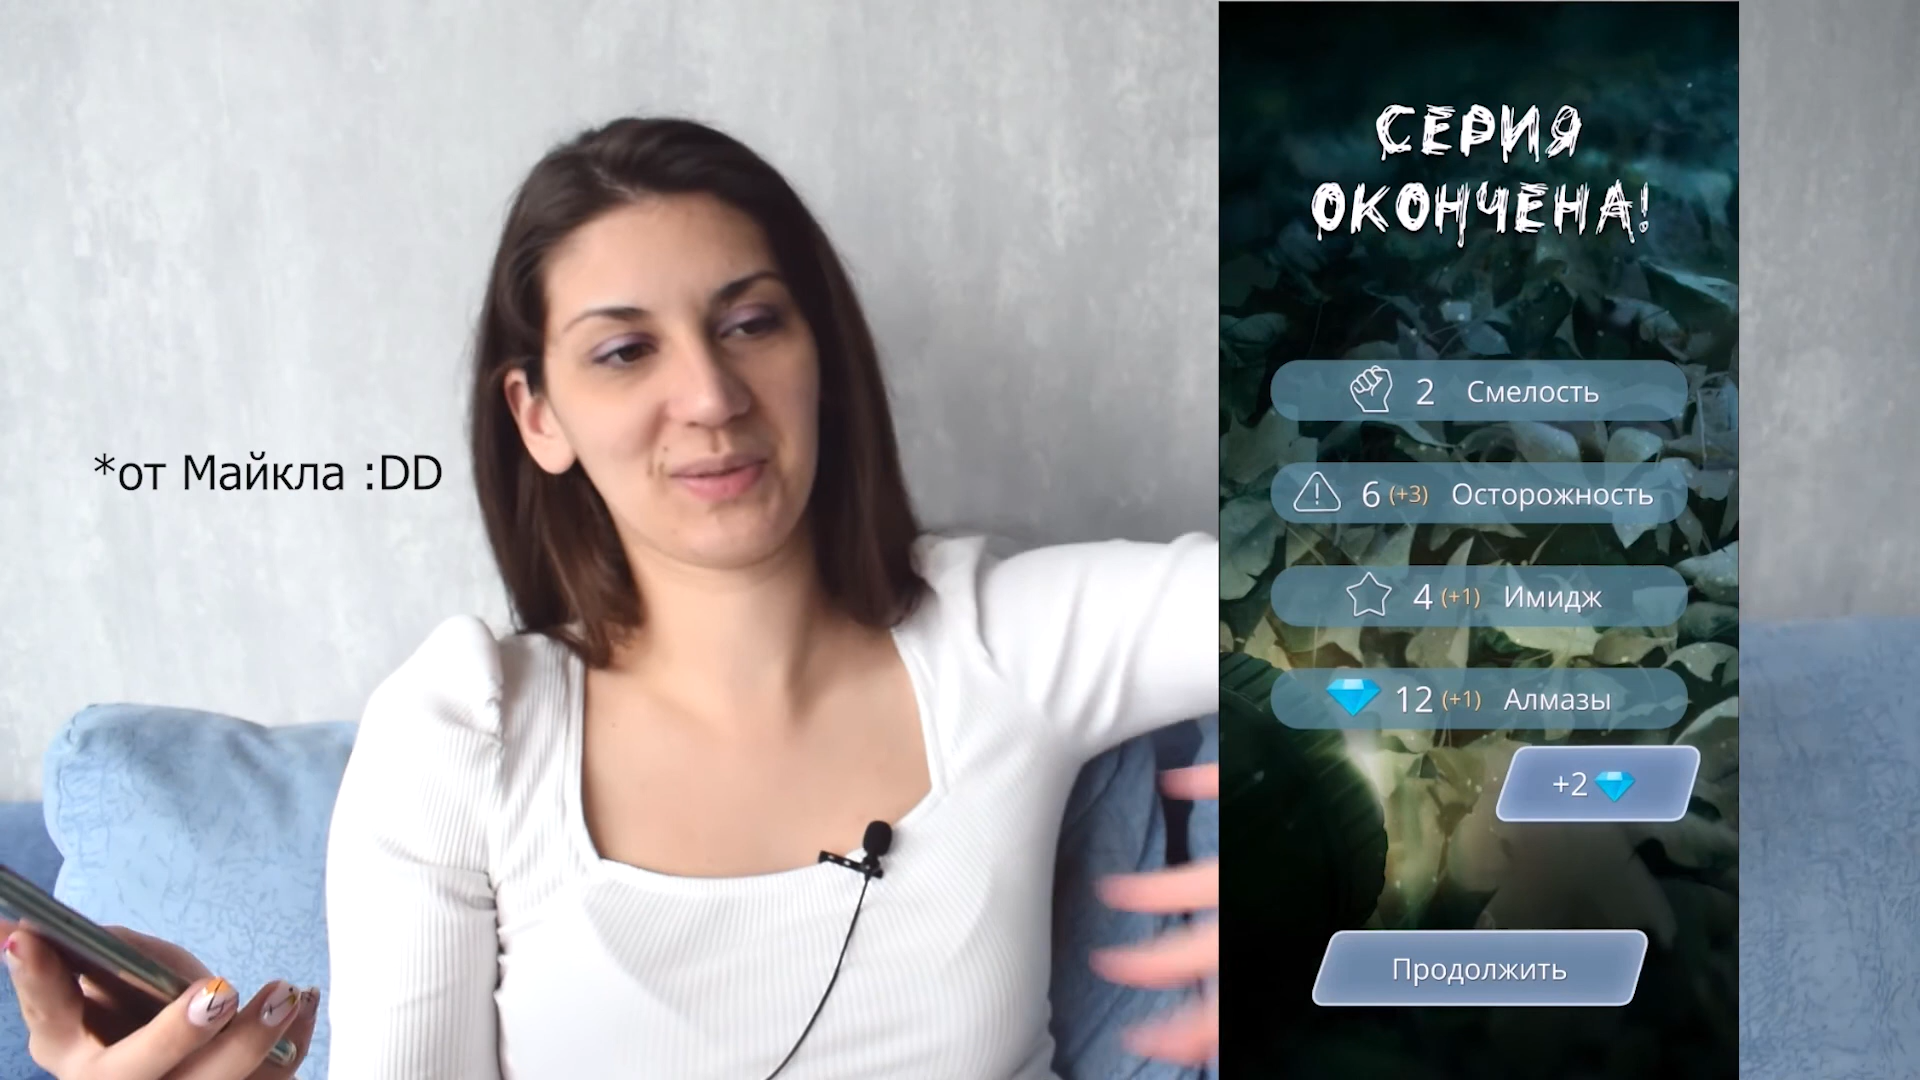 *от Майкла :DD
СЕРИЯ
ОКОНЧЕНА!
2 Смелость
6 (+3) Осторожность
4 (+1) Имидж
12 (+1) Алмазы
+2
Продолжить